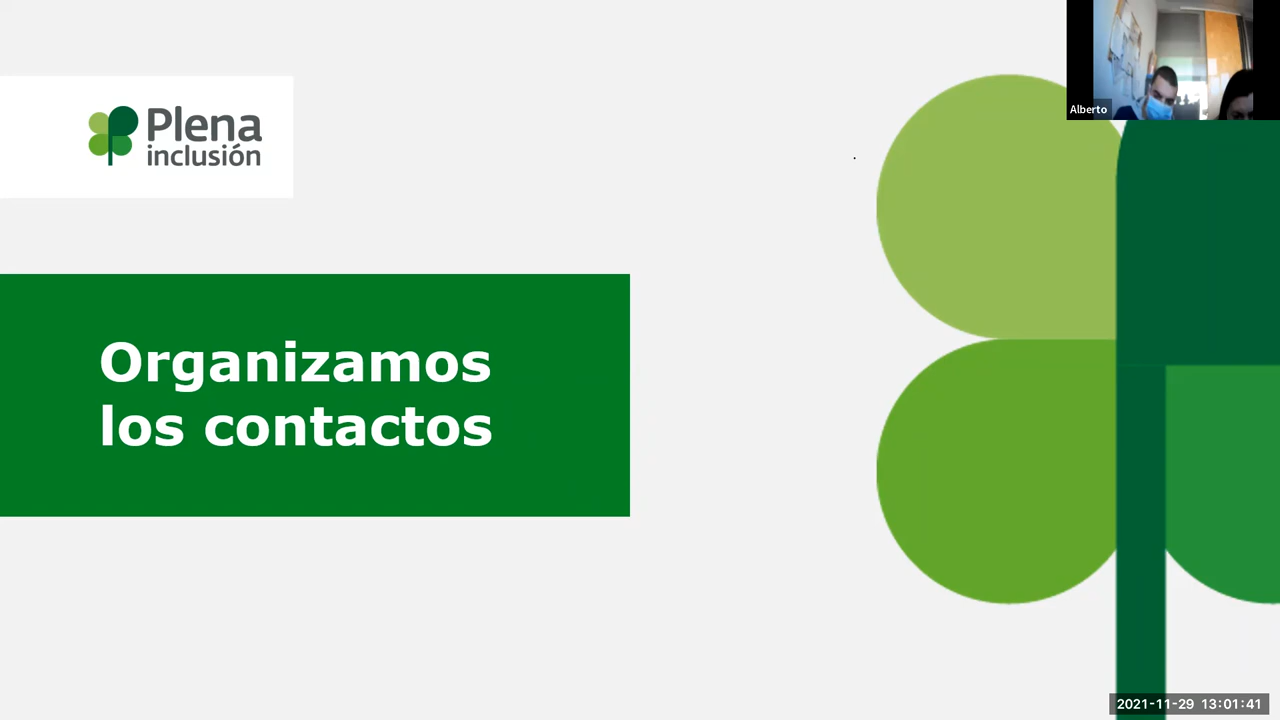 Plena
inclusión
Alberto
Organizamos
los contactos
2021-11-29 13:01:41